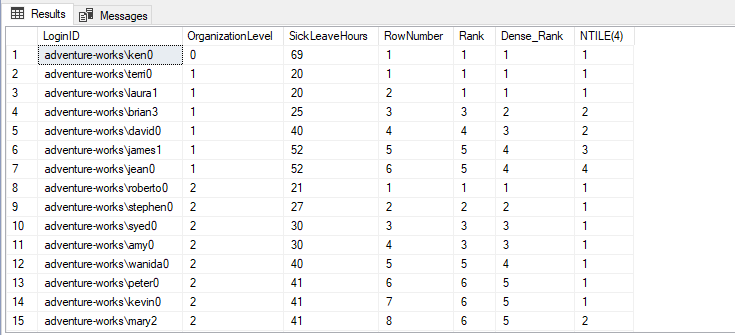 Results Messages
LoginID OrganizationLevel SickLeaveHours RowNumber Rank Dense_Rank NTILE(4)
1 adventure-works\ken0 0 69 1 1 1 1
2 adventure-works\terri0 1 20 1 1 1 1
3 adventure-works\laura1 1 20 2 1 1 1
4 adventure-works\brian3 1 25 3 3 2 2
5 adventure-works\david0 1 40 4 4 3 2
6 adventure-works\james1 1 52 5 5 4 3
7 adventure-works\jean0 1 52 6 5 4 4
8 adventure-works\roberto0 2 21 1 1 1 1
9 adventure-works\stephen0 2 27 2 2 2 1
10 adventure-works\syed0 2 30 3 3 3 1
11 adventure-works\amy0 2 30 4 3 3 1
12 adventure-works\wanida0 2 40 5 5 4 1
13 adventure-works\peter0 2 41 6 6 5 1
14 adventure-works\kevin0 2 41 7 6 5 1
15 adventure-works\mary2 2 41 8 6 5 2